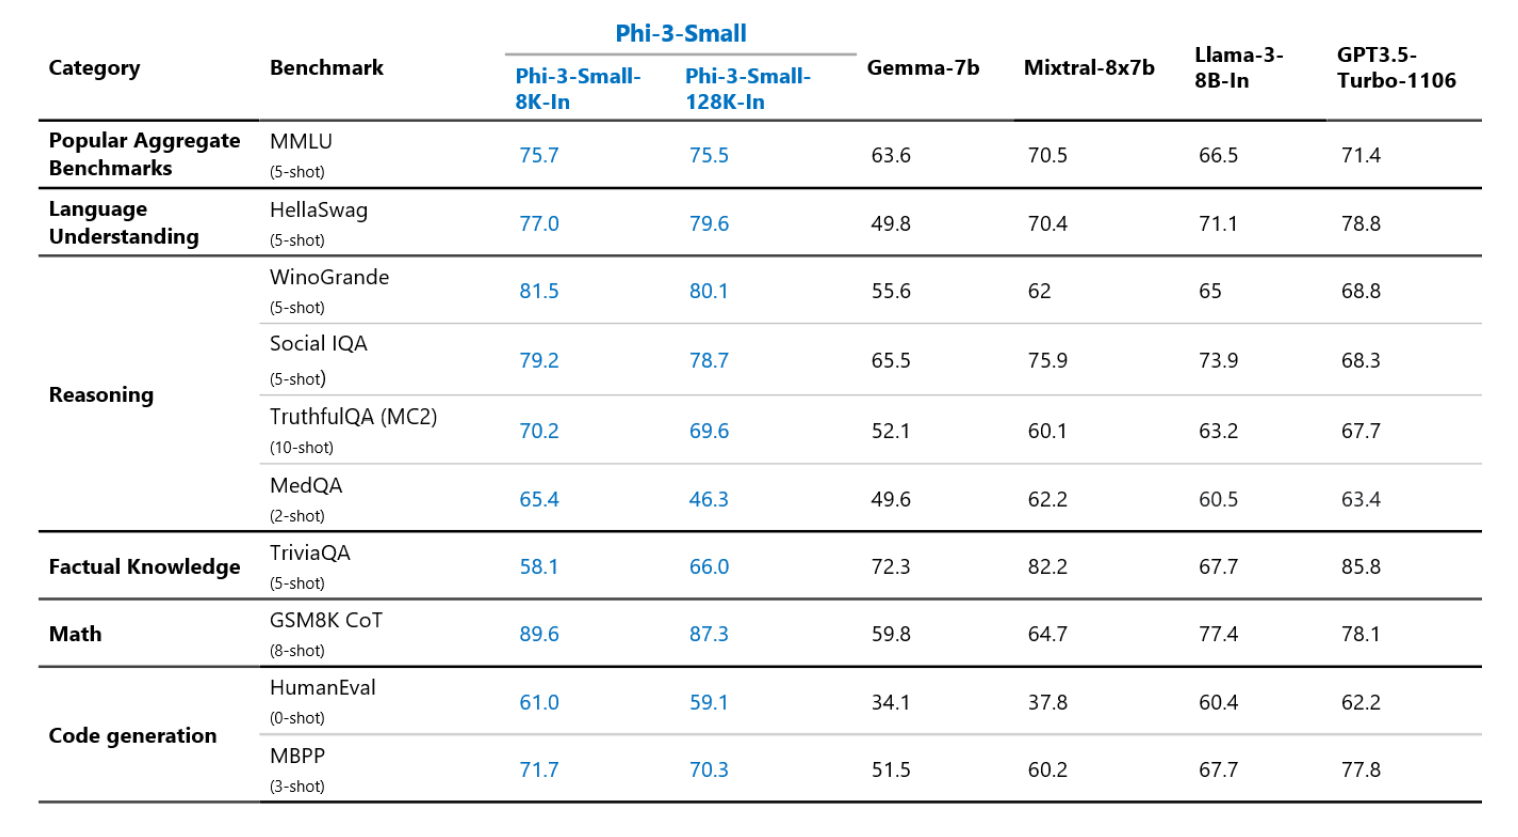 Phi-3-Small
Category Benchmark Phi-3-Small-8K-In Phi-3-Small-128K-In Gemma-7b Mixtral-8x7b Llama-3-8B-In GPT3.5-Turbo-1106
Popular Aggregate Benchmarks MMLU (5-shot) 75.7 75.5 63.6 70.5 66.5 71.4
Language Understanding HellaSwag (5-shot) 77.0 79.6 49.8 70.4 71.1 78.8
Reasoning
WinoGrande (5-shot) 81.5 80.1 55.6 62 65 68.8
Social IQA (5-shot) 79.2 78.7 65.5 75.9 73.9 68.3
TruthfulQA (MC2) (10-shot) 70.2 69.6 52.1 60.1 63.2 67.7
MedQA (2-shot) 65.4 46.3 49.6 62.2 60.5 63.4
Factual Knowledge TriviaQA (5-shot) 58.1 66.0 72.3 82.2 67.7 85.8
Math GSM8K CoT (8-shot) 89.6 87.3 59.8 64.7 77.4 78.1
Code generation
HumanEval (0-shot) 61.0 59.1 34.1 37.8 60.4 62.2
MBPP (3-shot) 71.7 70.3 51.5 60.2 67.7 77.8